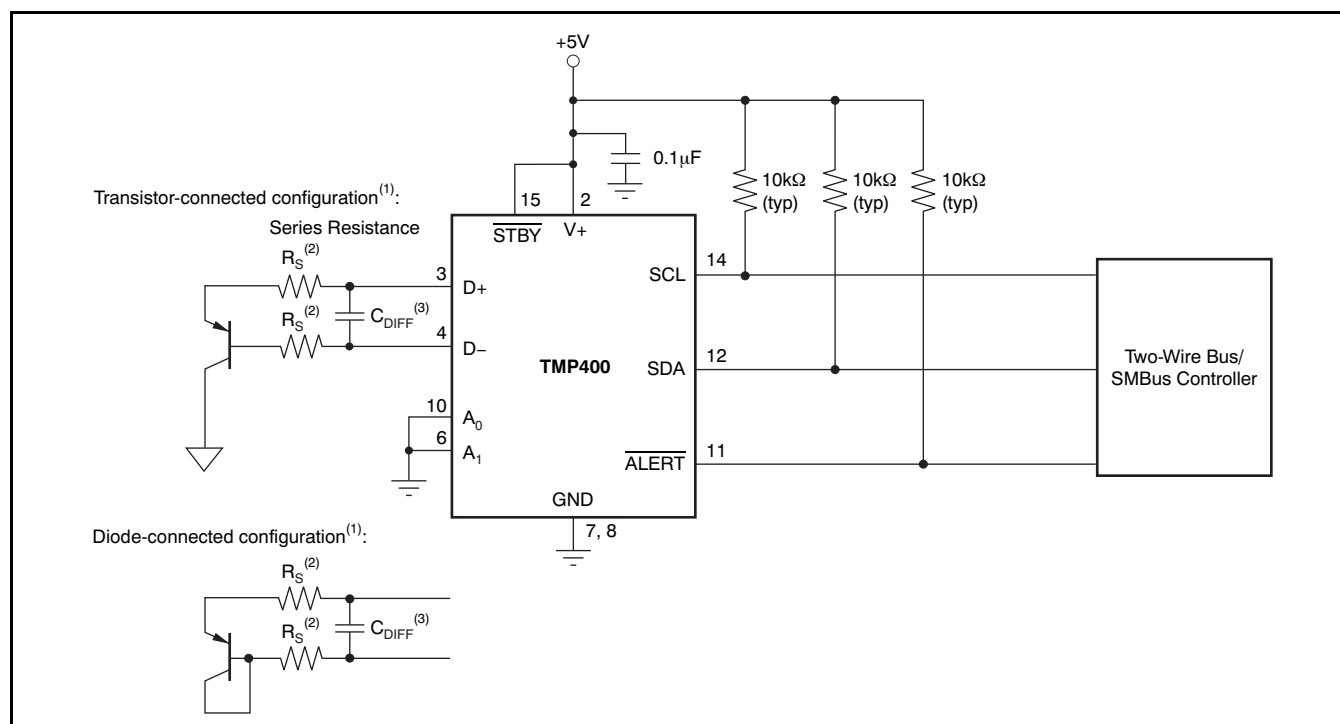 +5V
0.1μF
10kΩ
(typ)
10kΩ
(typ)
10kΩ
(typ)
Transistor-connected configuration(1):
Series Resistance
15
2
STBY
V+
RS(2)
3
D+
CDIFF(3)
RS(2)
4
D−
TMP400
SCL
14
SDA
12
10
A0
6
A1
ALERT
11
GND
7, 8
Two-Wire Bus/
SMBus Controller
Diode-connected configuration(1):
RS(2)
CDIFF(3)
RS(2)